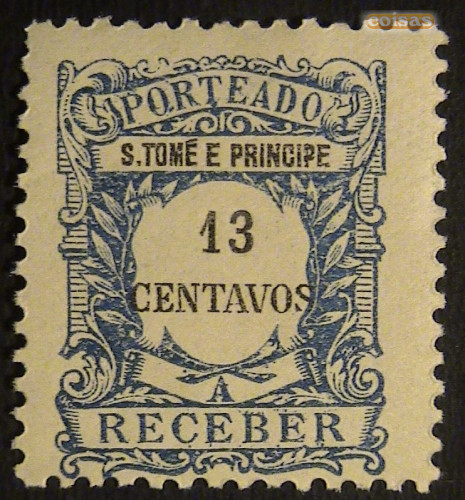 coisas
PORTEADO
S.TOMÉ E PRINCIPE
13
CENTAVOS
A
RECEBER